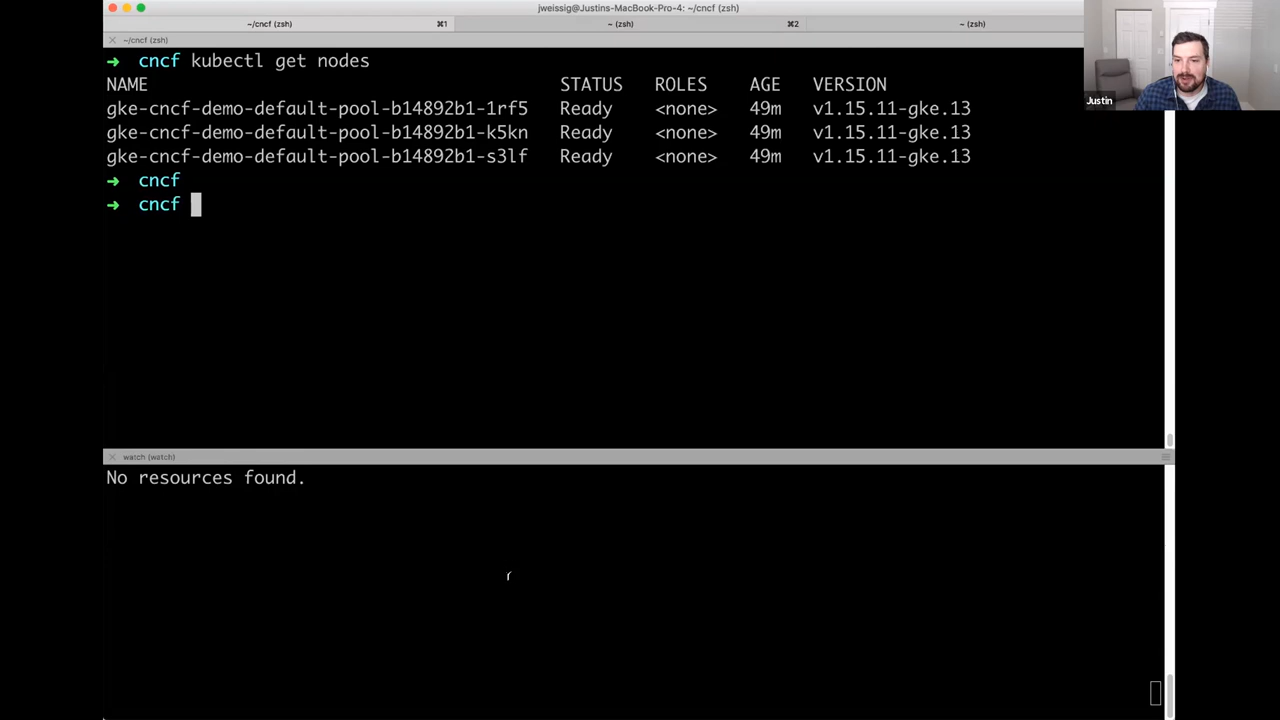 jweissig@Justins-MacBook-Pro-4: ~/cncf (zsh)
~/cncf (zsh) ⌘1 ~ (zsh) ⌘2 ~ (zsh)
~/cncf (zsh)
➜ cncf kubectl get nodes
NAME STATUS ROLES AGE VERSION
gke-cncf-demo-default-pool-b14892b1-1rf5 Ready <none> 49m v1.15.11-gke.13
gke-cncf-demo-default-pool-b14892b1-k5kn Ready <none> 49m v1.15.11-gke.13
gke-cncf-demo-default-pool-b14892b1-s3lf Ready <none> 49m v1.15.11-gke.13
➜ cncf
➜ cncf
watch (watch)
No resources found.
Justin